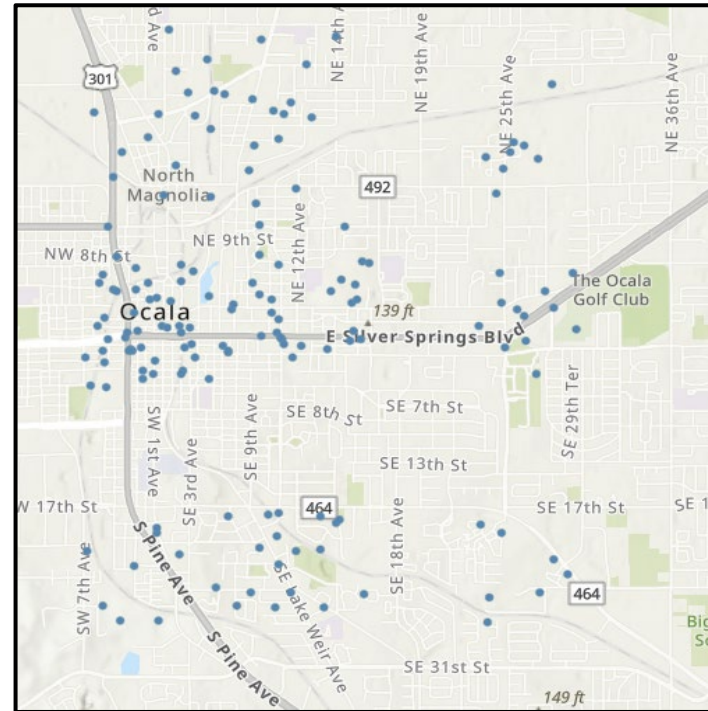 3rd Ave
NE 14th A
NE 19th Ave
NE 25th Ave
NE 36th Ave
301
North
Magnolia
492
NE 9th St
NW 8th St
NE 12th Ave
The Ocala
Golf Club
139 ft
Ocala
E Silver Springs Blvd
SE 29th Ter
SE 8th St
SE 7th St
SW 1st Ave
SE 3rd Ave
SE 9th Ave
SE 13th St
W 17th St
464
SE 17th St
SE 1
SE 18th Ave
S Pine Ave
SW 7th Ave
SE Lake Weir Ave
464
Big
So
S Pine Ave
SE 31st St
149 ft